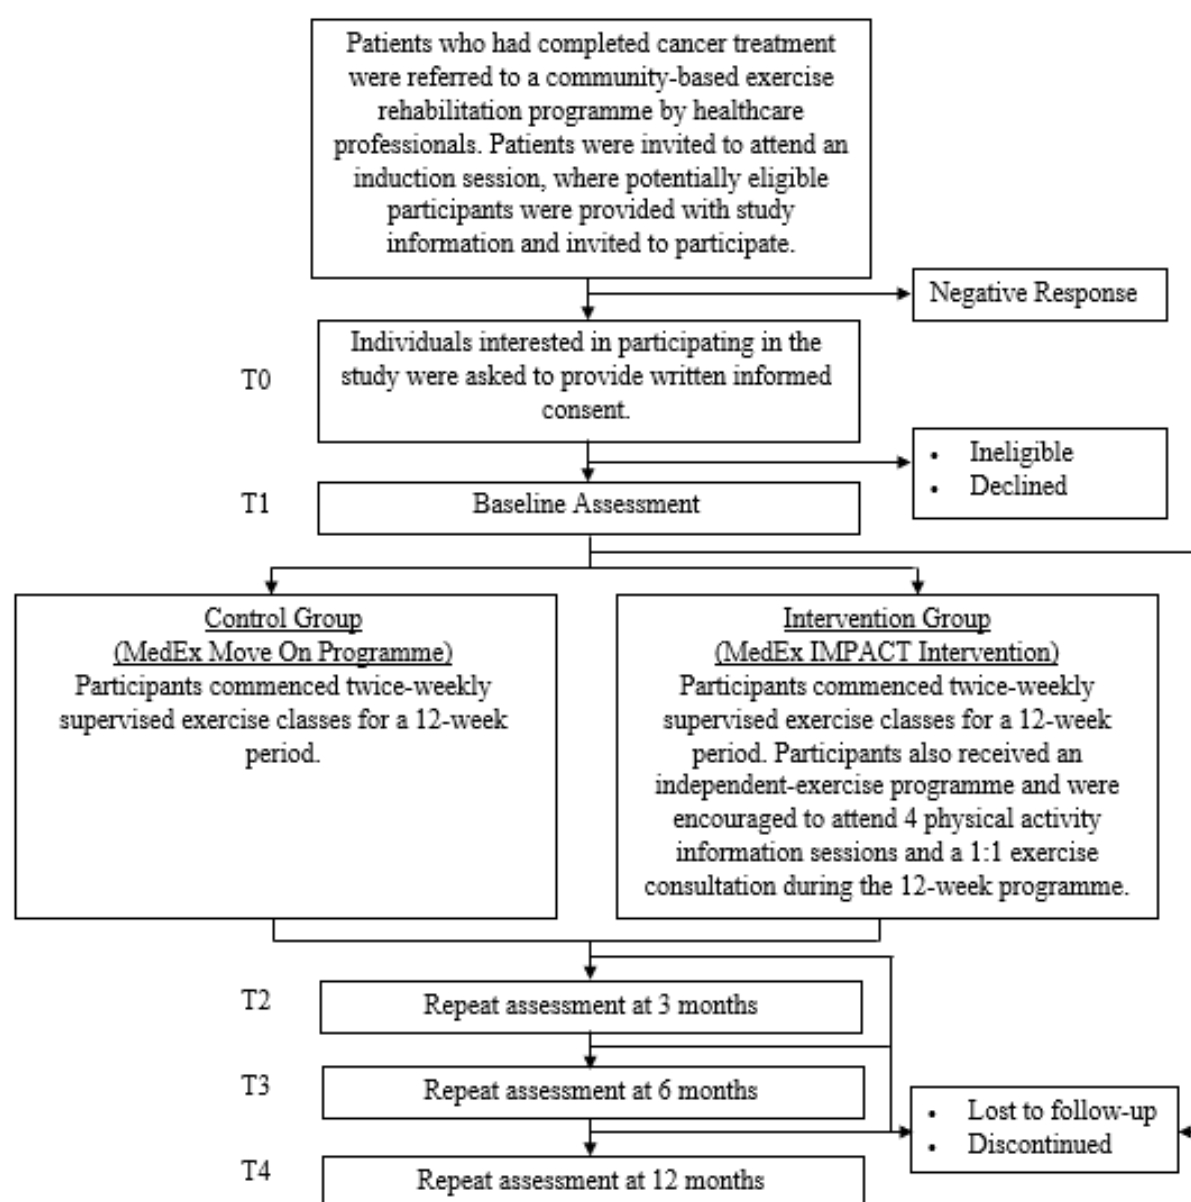 Patients who had completed cancer treatment
were referred to a community-based exercise
rehabilitation programme by healthcare
professionals. Patients were invited to attend an
induction session, where potentially eligible
participants were provided with study
information and invited to participate.
Negative Response
T0
Individuals interested in participating in the
study were asked to provide written informed
consent.
• Ineligible
• Declined
T1
Baseline Assessment
Control Group
(MedEx Move On Programme)
Participants commenced twice-weekly
supervised exercise classes for a 12-week
period.
Intervention Group
(MedEx IMPACT Intervention)
Participants commenced twice-weekly
supervised exercise classes for a 12-week
period. Participants also received an
independent-exercise programme and were
encouraged to attend 4 physical activity
information sessions and a 1:1 exercise
consultation during the 12-week programme.
T2
Repeat assessment at 3 months
T3
Repeat assessment at 6 months
• Lost to follow-up
• Discontinued
T4
Repeat assessment at 12 months